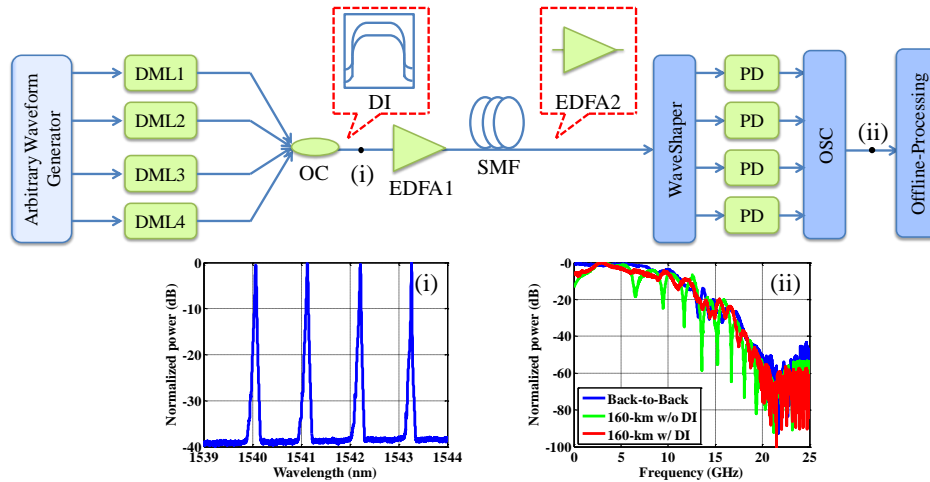 Arbitrary Waveform
Generator
DML1
DML2
DML3
DML4
OC
DI
(i)
EDFA1
SMF
EDFA2
WaveShaper
PD
PD
PD
PD
OSC
(ii)
Offline-Processing
(i)
Normalized power (dB)
0
-10
-20
-30
-40
1539 1540 1541 1542 1543 1544
Wavelength (nm)
(ii)
Normalized power (dB)
-0
-20
-40
-60
-80
-100
Back-to-Back
160-km w/o DI
160-km w/ DI
0 5 10 15 20 25
Frequency (GHz)